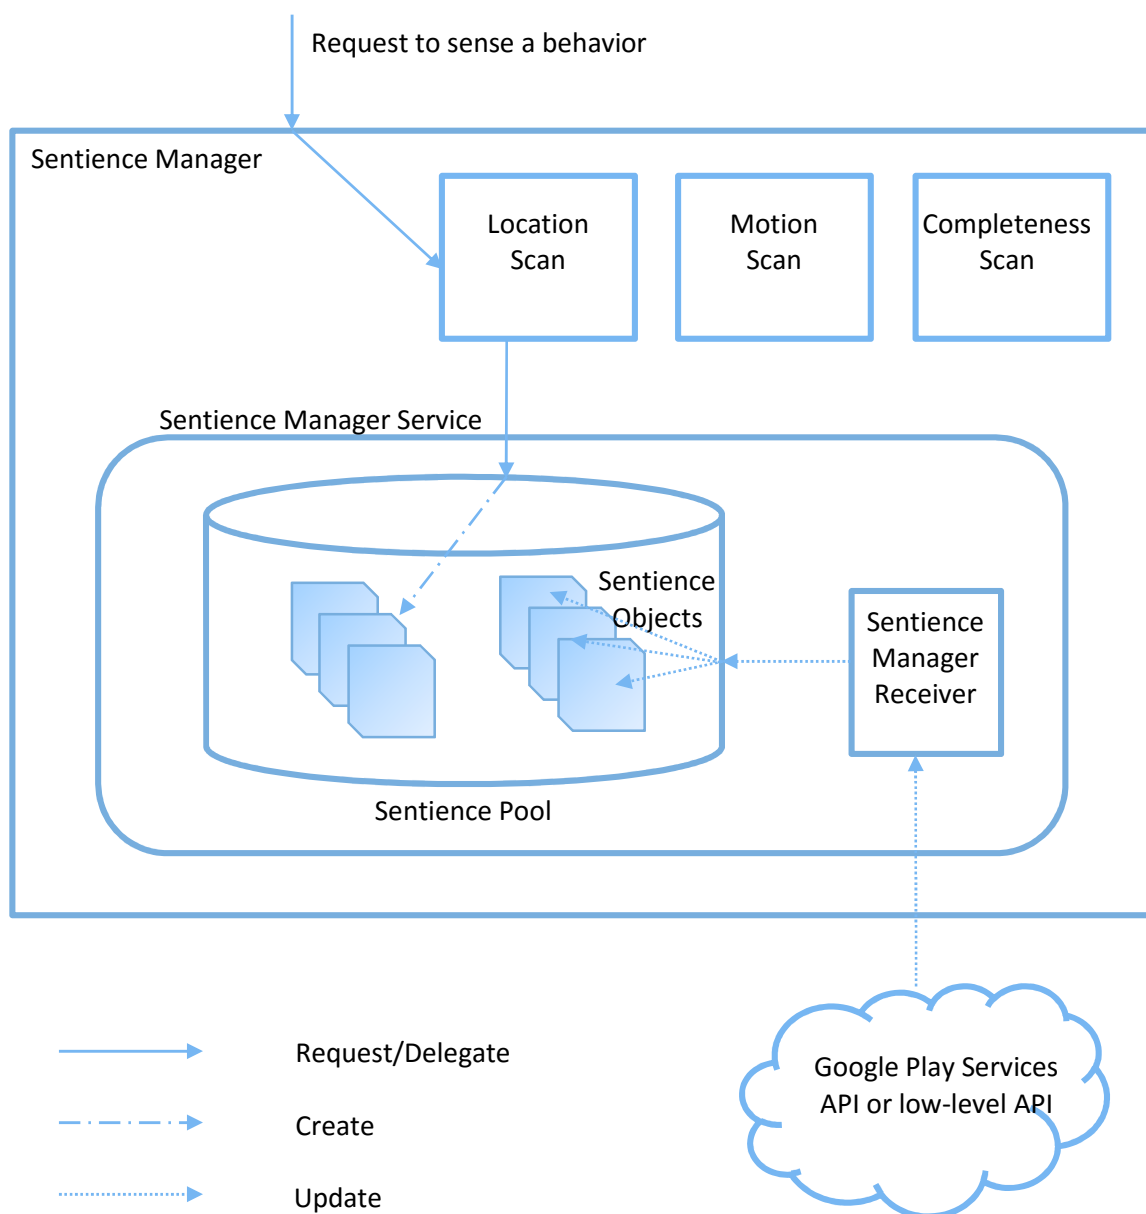 Request to sense a behavior
Sentience Manager
Location
Scan
Motion
Scan
Completeness
Scan
Sentience Manager Service
Sentience
Objects
Sentience
Manager
Receiver
Sentience Pool
Google Play Services
API or low-level API
Request/Delegate
Create
Update